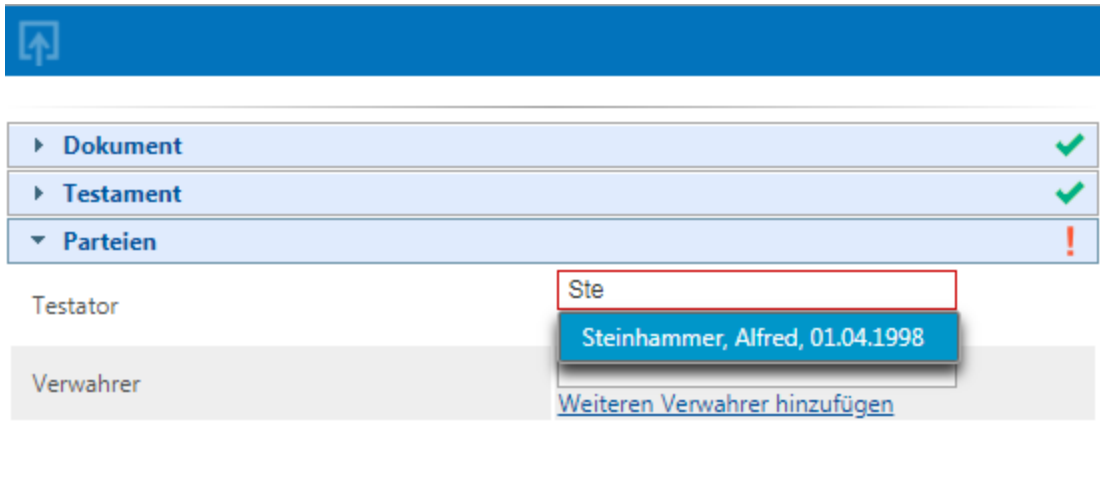 Dokument
Testament
Parteien
Testator
Ste
Steinhammer, Alfred, 01.04.1998
Verwahrer
Weiteren Verwahrer hinzufügen